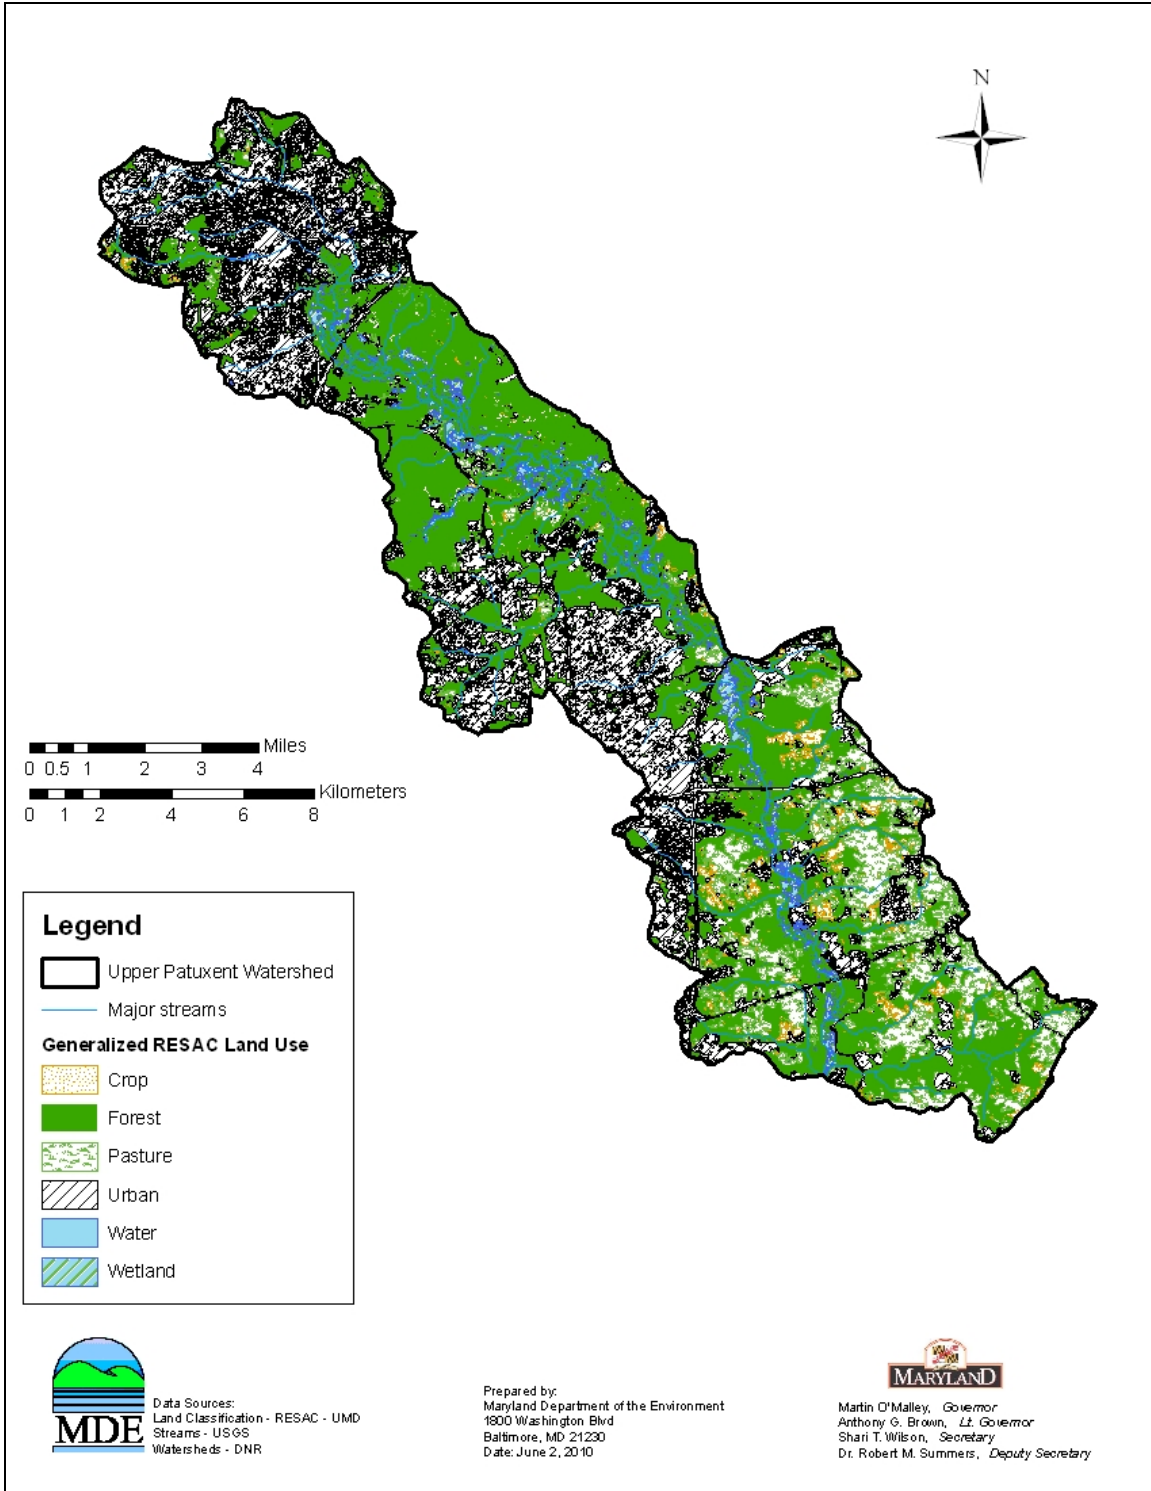 N
Miles
0 0.5 1 2 3 4
Kilometers
0 1 2 4 6 8
Legend
Upper Patuxent Watershed
Major streams
Generalized RESAC Land Use
Crop
Forest
Pasture
Urban
Water
Wetland
MDE
Data Sources:
Land Classification - RESAC - UMD
Streams - USGS
Watersheds - DNR
Prepared by:
Maryland Department of the Environment
1800 Washington Blvd
Baltimore, MD 21230
Date: June 2, 2010
MARYLAND
Martin O'Malley, Governor
Anthony G. Brown, Lt. Governor
Shari T. Wilson, Secretary
Dr. Robert M. Summers, Deputy Secretary